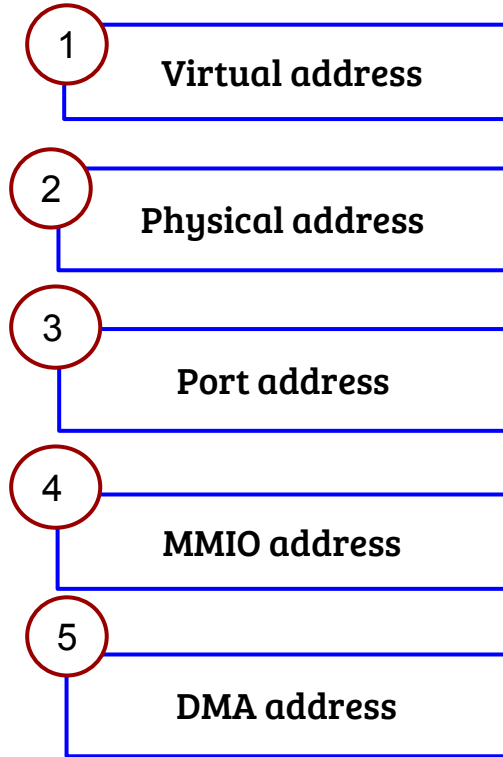 1
Virtual address
2
Physical address
3
Port address
4
MMIO address
5
DMA address